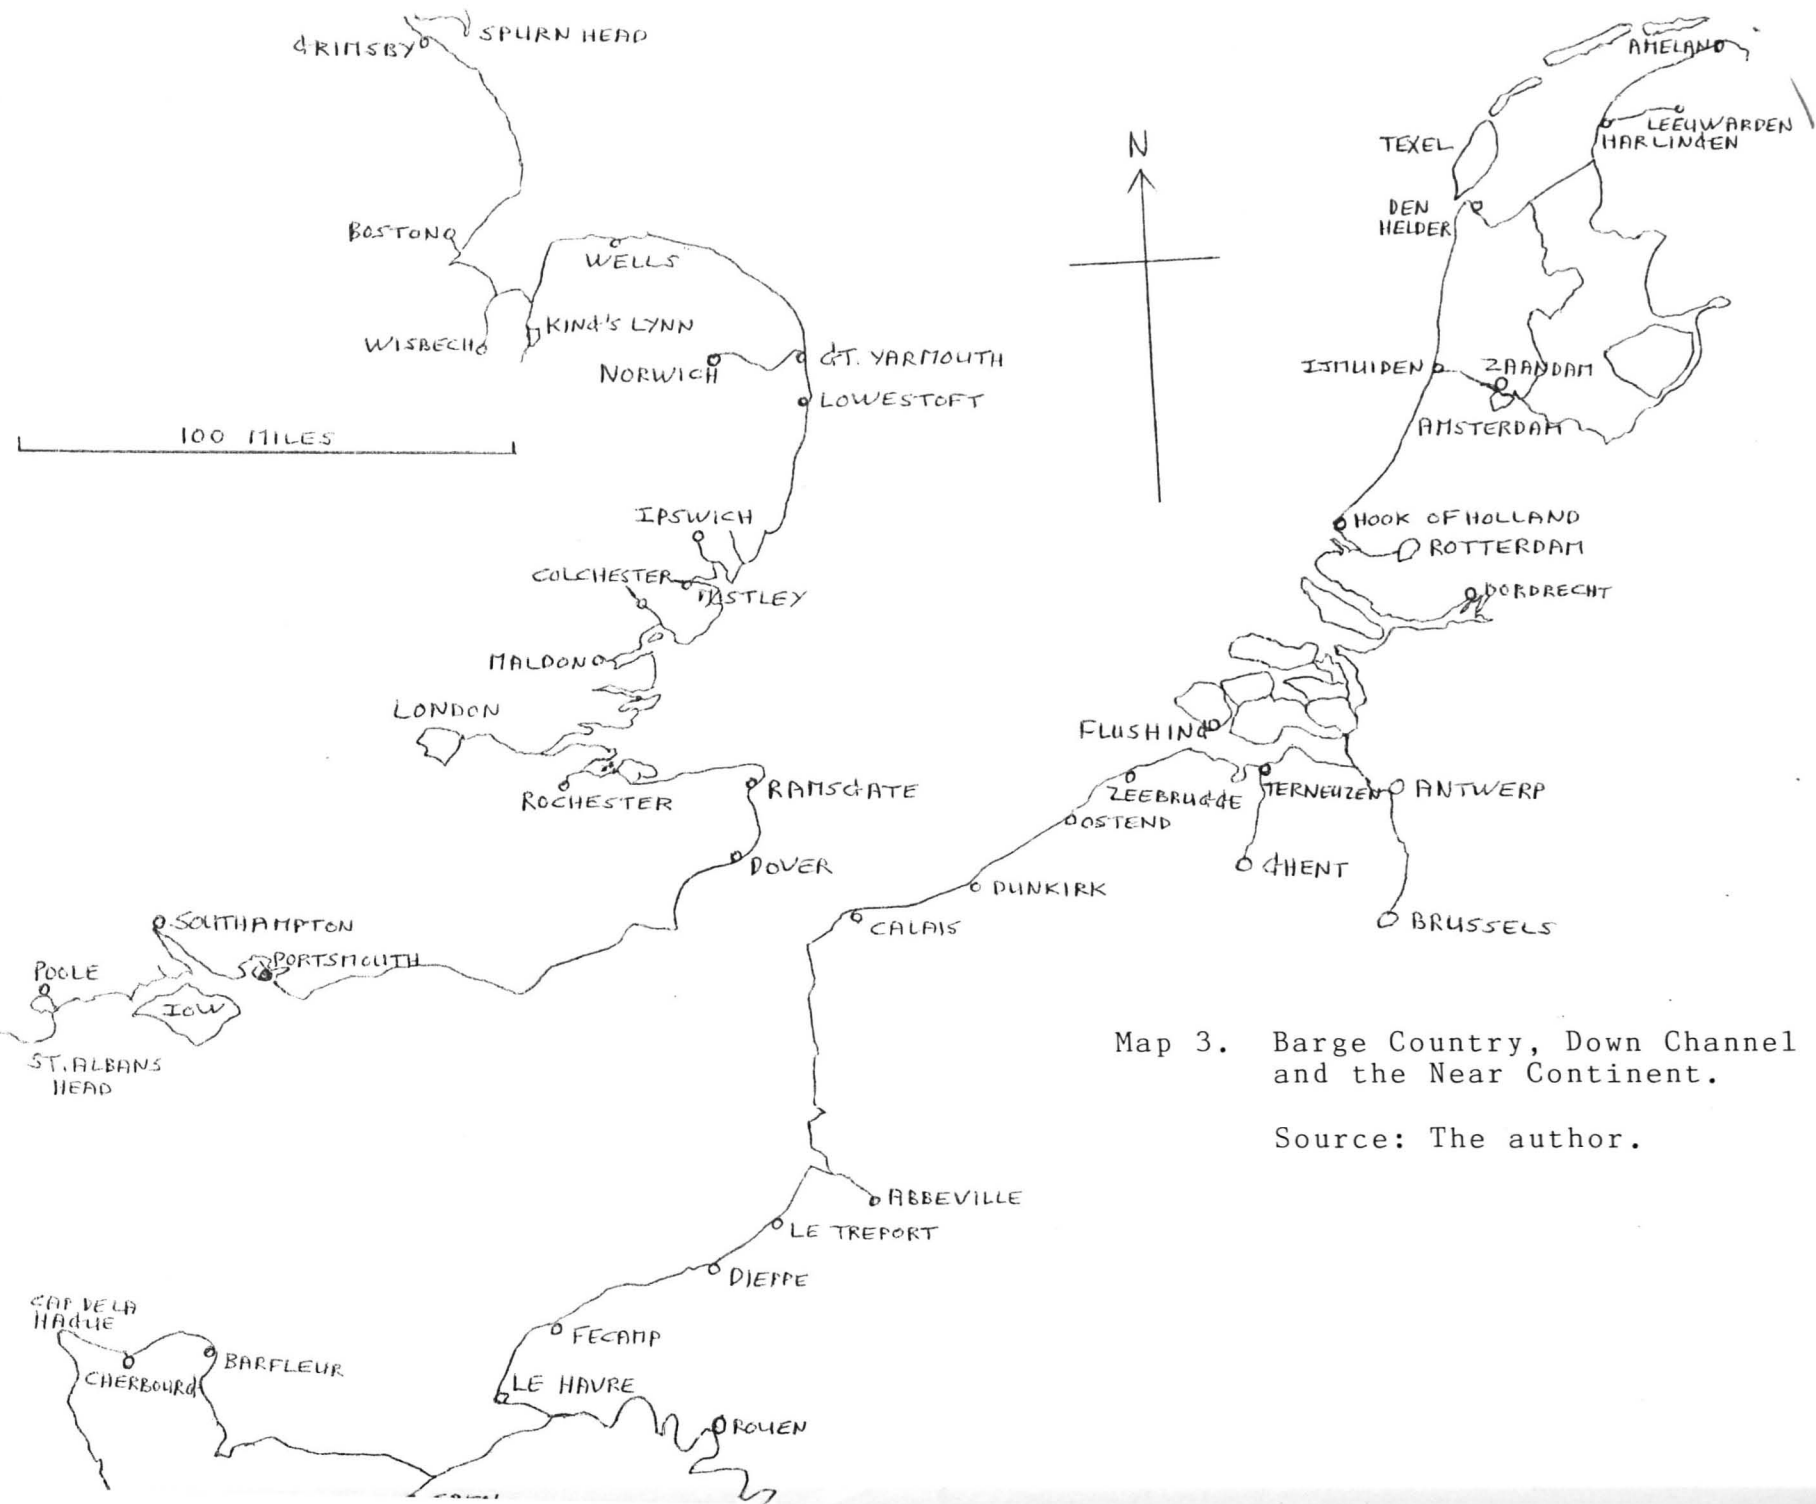 GRIMSBY
SPURN HEAD
BOSTON
WELLS
WISBECH
KING'S LYNN
NORWICH
GT. YARMOUTH
LOWESTOFT
100 MILES
IPSWICH
COLCHESTER
MISTLEY
MALDON
LONDON
ROCHESTER
RAMSGATE
DOVER
SOUTHAMPTON
PORTSMOUTH
POOLE
IOW
ST. ALBANS
HEAD
N
AMELAND
LEEUWARDEN
HARLINGEN
TEXEL
DEN
HELDER
IJMUIDEN
ZAANDAM
AMSTERDAM
HOOK OF HOLLAND
ROTTERDAM
DORDRECHT
FLUSHING
ZEEBRUGGE
TERNEUZEN
ANTWERP
OSTEND
GHENT
DUNKIRK
BRUSSELS
CALAIS
Map 3. Barge Country, Down Channel
and the Near Continent.
Source: The author.
ABBEVILLE
LE TREPORT
DIEPPE
FECAMP
CAP DE LA
HAGUE
CHERBOURG
BARFLEUR
LE HAVRE
ROUEN